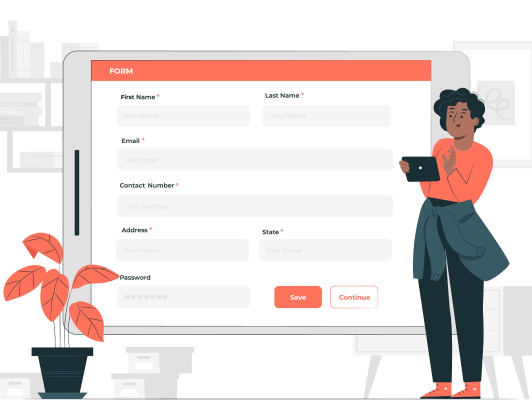 FORM
First Name * Last Name *
Your Name Your Name
Email *
Your Email
Contact Number *
Your Number
Address * State *
Your Name Your Name
Password
*******
Save Continue